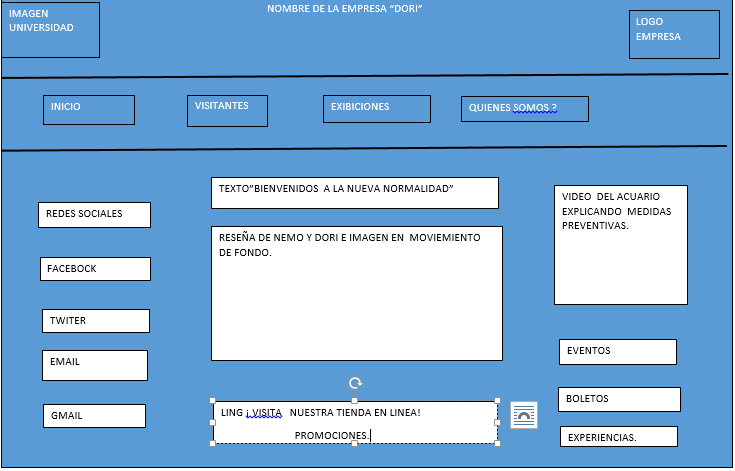 IMAGEN
UNIVERSIDAD
NOMBRE DE LA EMPRESA “DORI”
LOGO
EMPRESA
INICIO
VISITANTES
EXIBICIONES
QUIENES SOMOS ?
REDES SOCIALES
FACEBOCK
TWITER
EMAIL
GMAIL
TEXTO“BIENVENIDOS A LA NUEVA NORMALIDAD”
RESEÑA DE NEMO Y DORI E IMAGEN EN MOVIEMIENTO
DE FONDO.
LING ¡ VISITA NUESTRA TIENDA EN LINEA!
PROMOCIONES.
VIDEO DEL ACUARIO
EXPLICANDO MEDIDAS
PREVENTIVAS.
EVENTOS
BOLETOS
EXPERIENCIAS.